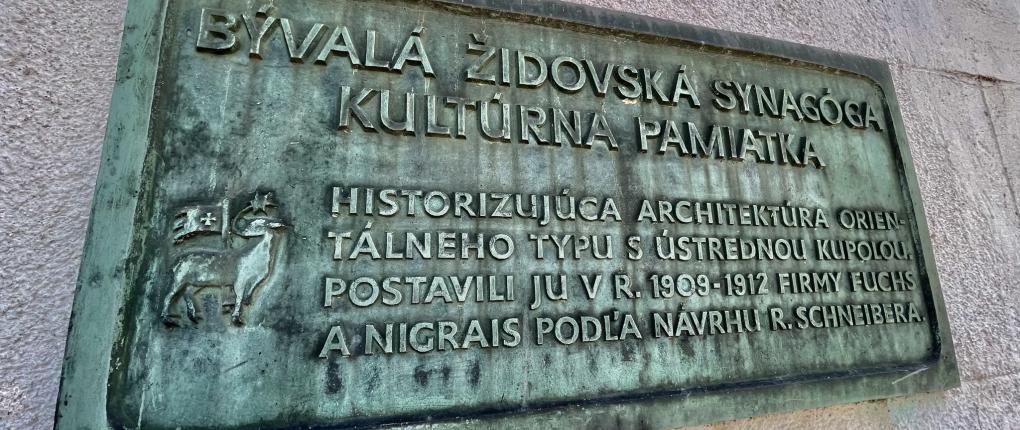 BÝVALÁ ŽIDOVSKÁ SYNAGÓGA
KULTÚRNA PAMIATKA
HISTORIZUJÚCA ARCHITEKTÚRA ORIEN-
TÁLNEHO TYPU S ÚSTREDNOU KUPOLOU.
POSTAVILI JU V R. 1909-1912 FIRMY FUCHS
A NIGRAIS PODĽA NÁVRHU R. SCHNEIBERA.